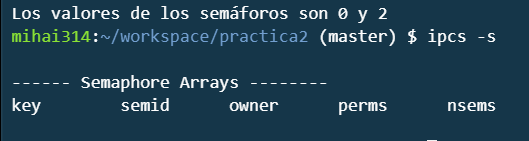 Los valores de los semáforos son 0 y 2
mihai314:~/workspace/practica2 (master) $ ipcs -s
------ Semaphore Arrays --------
key semid owner perms nsems